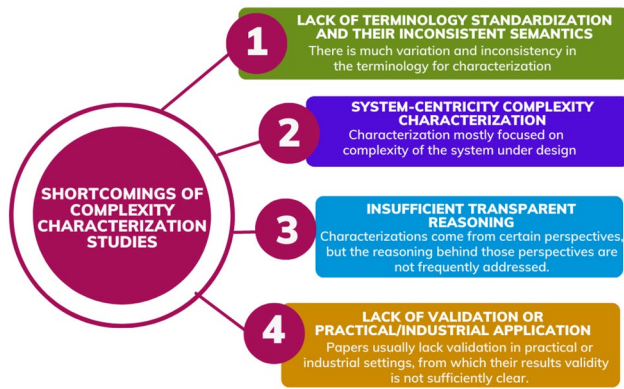 1
LACK OF TERMINOLOGY STANDARDIZATION
AND THEIR INCONSISTENT SEMANTICS
There is much variation and inconsistency in
the terminology for characterization
2
SYSTEM-CENTRICITY COMPLEXITY
CHARACTERIZATION
Characterization mostly focused on
complexity of the system under design
SHORTCOMINGS OF
COMPLEXITY
CHARACTERIZATION
STUDIES
3
INSUFFICIENT TRANSPARENT
REASONING
Characterizations come from certain perspectives,
but the reasoning behind those perspectives are
not frequently addressed.
4
LACK OF VALIDATION OR
PRACTICAL/INDUSTRIAL APPLICATION
Papers usually lack validation in practical or
industrial settings, from which their results validity
is not sufficiently clear.